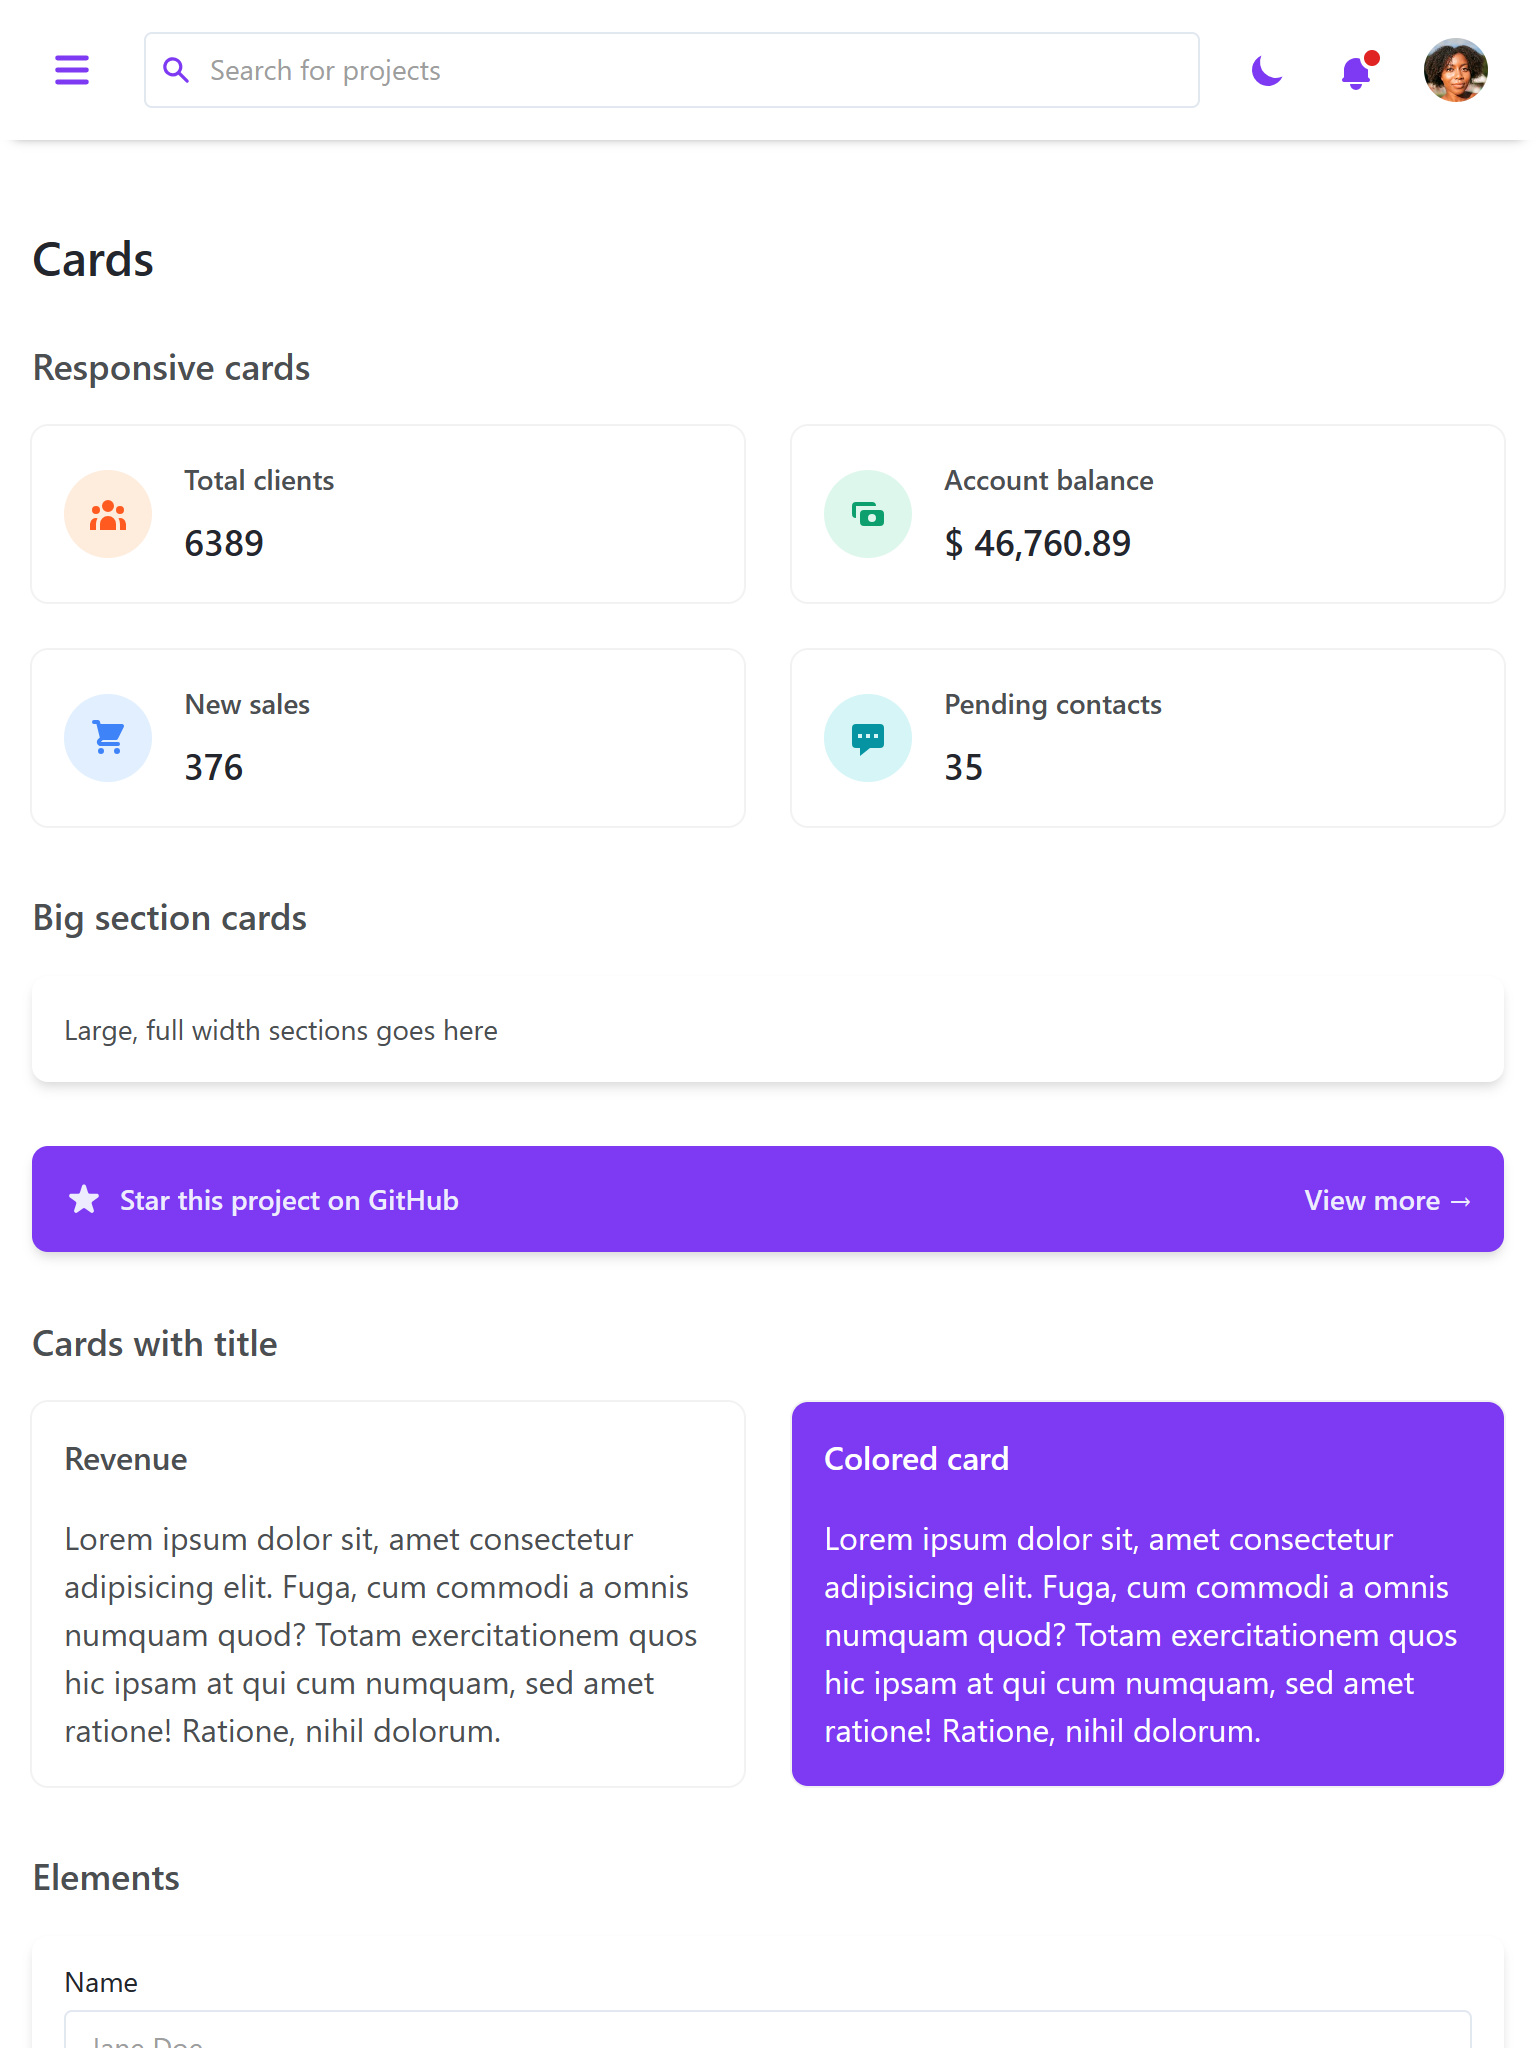 Search for projects
Cards
Responsive cards
Total clients
6389
Account balance
$ 46,760.89
New sales
376
Pending contacts
35
Big section cards
Large, full width sections goes here
Star this project on GitHub
View more →
Cards with title
Revenue
Lorem ipsum dolor sit, amet consectetur
adipisicing elit. Fuga, cum commodi a omnis
numquam quod? Totam exercitationem quos
hic ipsam at qui cum numquam, sed amet
ratione! Ratione, nihil dolorum.
Colored card
Lorem ipsum dolor sit, amet consectetur
adipisicing elit. Fuga, cum commodi a omnis
numquam quod? Totam exercitationem quos
hic ipsam at qui cum numquam, sed amet
ratione! Ratione, nihil dolorum.
Elements
Name
Jane Doe